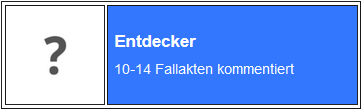 ?
Entdecker
10-14 Fallakten kommentiert